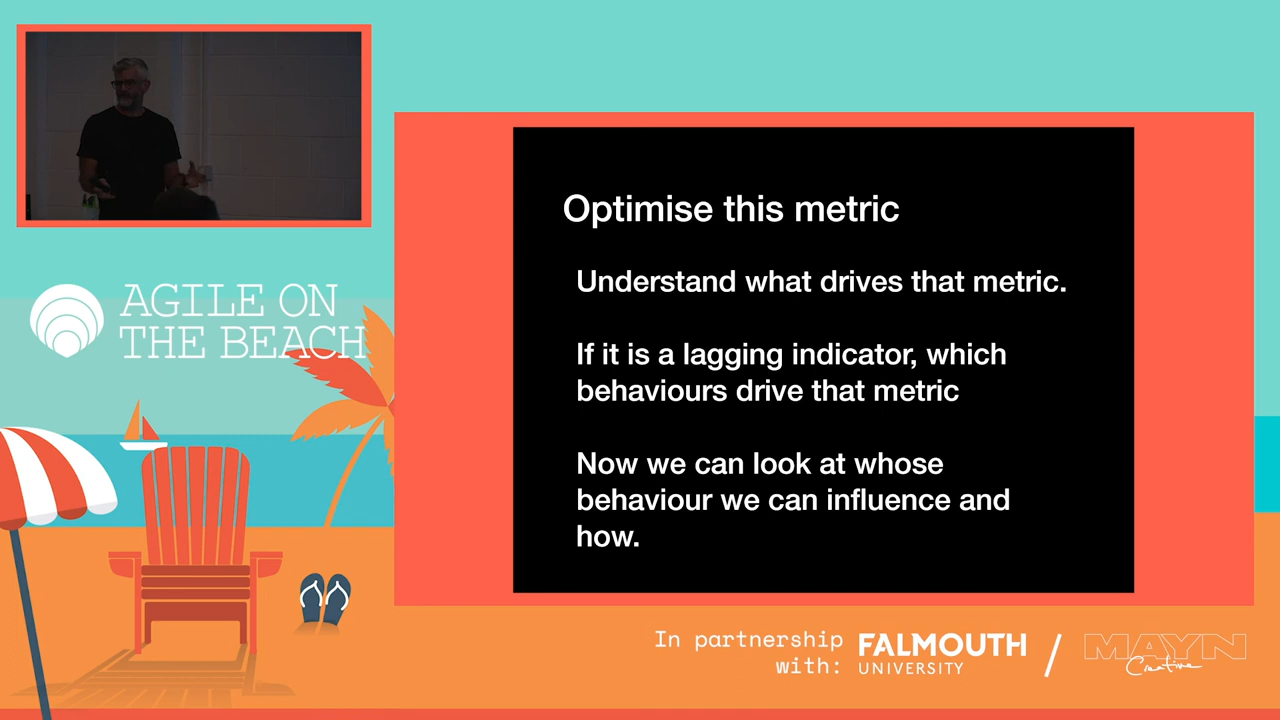 AGILE ON
THE BEACH
Optimise this metric
Understand what drives that metric.
If it is a lagging indicator, which
behaviours drive that metric
Now we can look at whose
behaviour we can influence and
how.
In partnership
with:
FALMOUTH
UNIVERSITY
/
MAYN
Creative